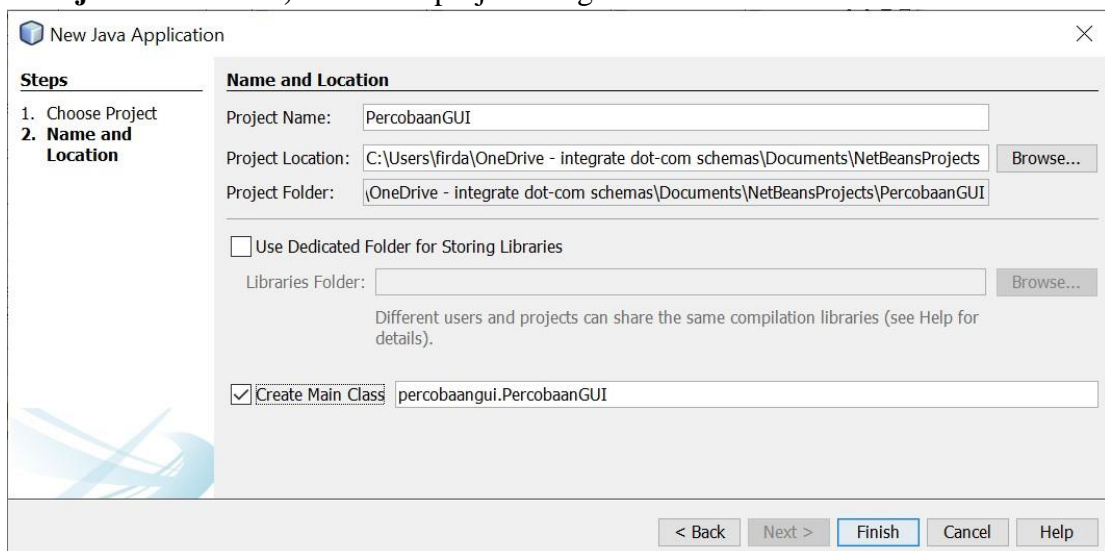 New Java Application
Steps
1. Choose Project
2. Name and
Location
Name and Location
Project Name: PercobaanGUI
Project Location: C:\Users\firda\OneDrive - integrate dot-com schemas\Documents\NetBeansProjects Browse...
Project Folder: \OneDrive - integrate dot-com schemas\Documents\NetBeansProjects\PercobaanGUI
Use Dedicated Folder for Storing Libraries
Libraries Folder: Browse...
Different users and projects can share the same compilation libraries (see Help for
details).
Create Main Class percobaangui.PercobaanGUI
< Back Next > Finish Cancel Help